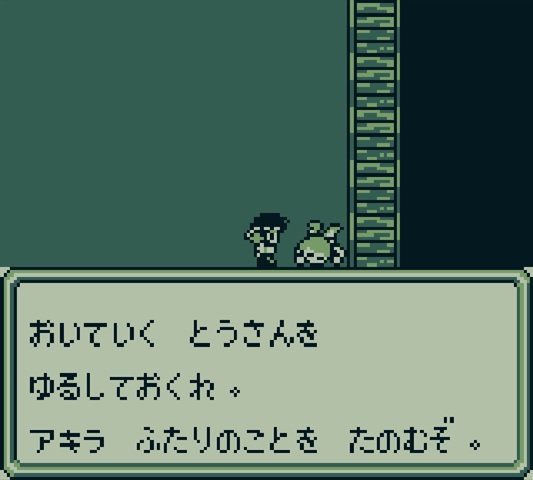 おいていく　とうさんを
ゆるしておくれ。
アキラ　ふたりのことを　たのむぞ。